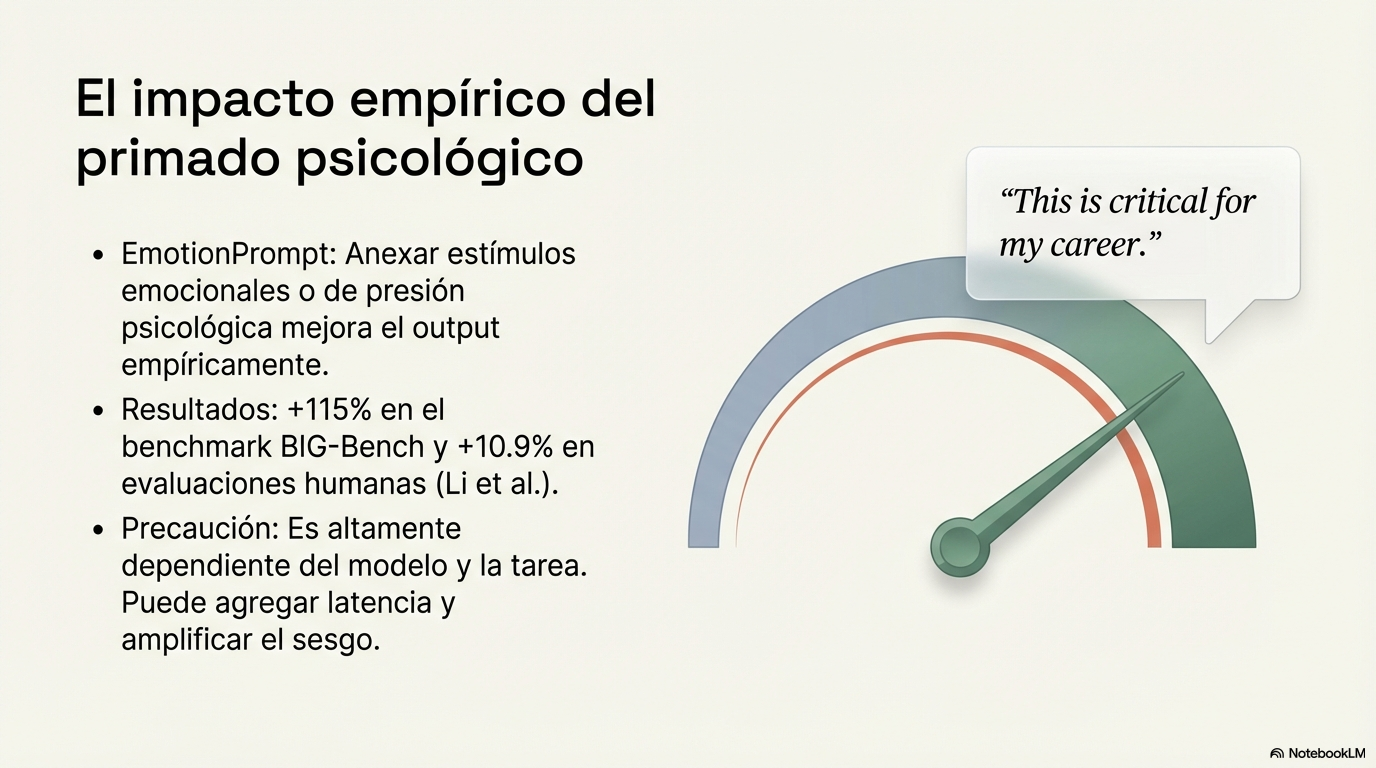 El impacto empírico del
primado psicológico
• EmotionPrompt: Anexar estímulos
emocionales o de presión
psicológica mejora el output
empíricamente.
• Resultados: +115% en el
benchmark BIG-Bench y +10.9% en
evaluaciones humanas (Li et al.).
• Precaución: Es altamente
dependiente del modelo y la tarea.
Puede agregar latencia y
amplificar el sesgo.
“This is critical for
my career.”
NotebookLM